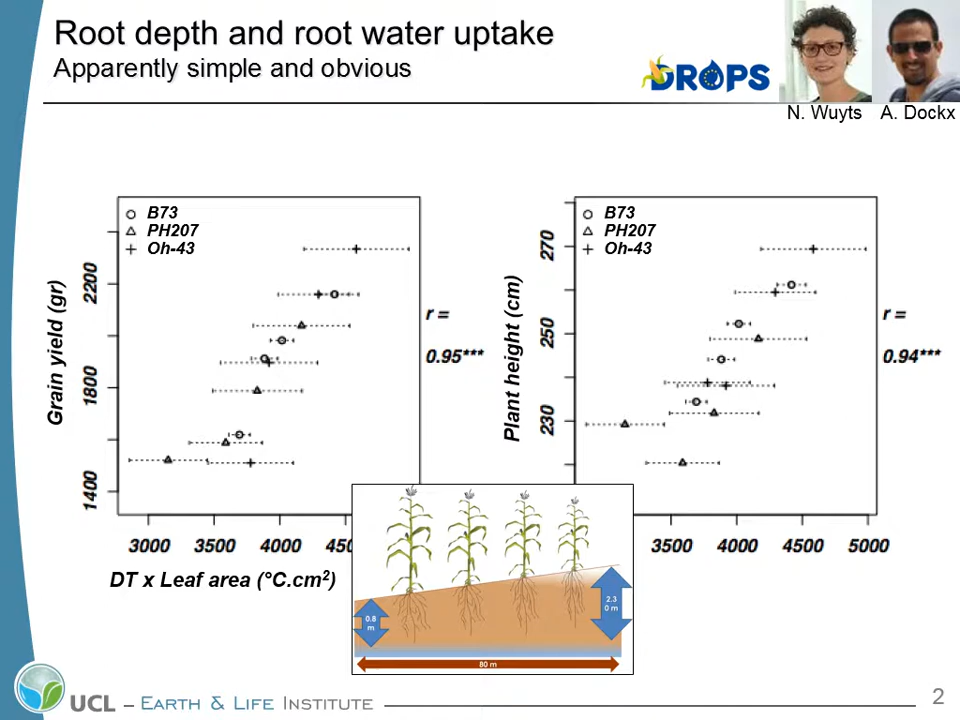 Root depth and root water uptake
Apparently simple and obvious
DROPS
N. Wuyts A. Dockx
B73
PH207
Oh-43
Grain yield (gr)
2200
1800
1400
r =
0.95***
3000 3500 4000 450
DT x Leaf area (°C.cm²)
B73
PH207
Oh-43
Plant height (cm)
270
250
230
r =
0.94***
3500 4000 4500 5000
0.8
m
2.3
0 m
80 m
UCL – EARTH & LIFE INSTITUTE
2